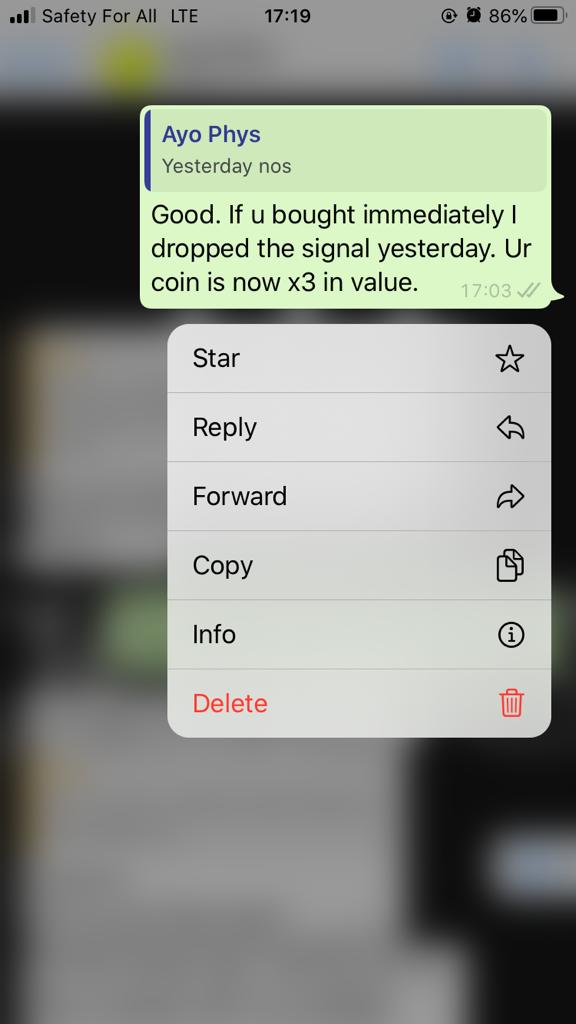 Safety For All LTE 17:19 86%
Ayo Phys
Yesterday nos
Good. If u bought immediately I
dropped the signal yesterday. Ur
coin is now x3 in value.
17:03
Star
Reply
Forward
Copy
Info
Delete